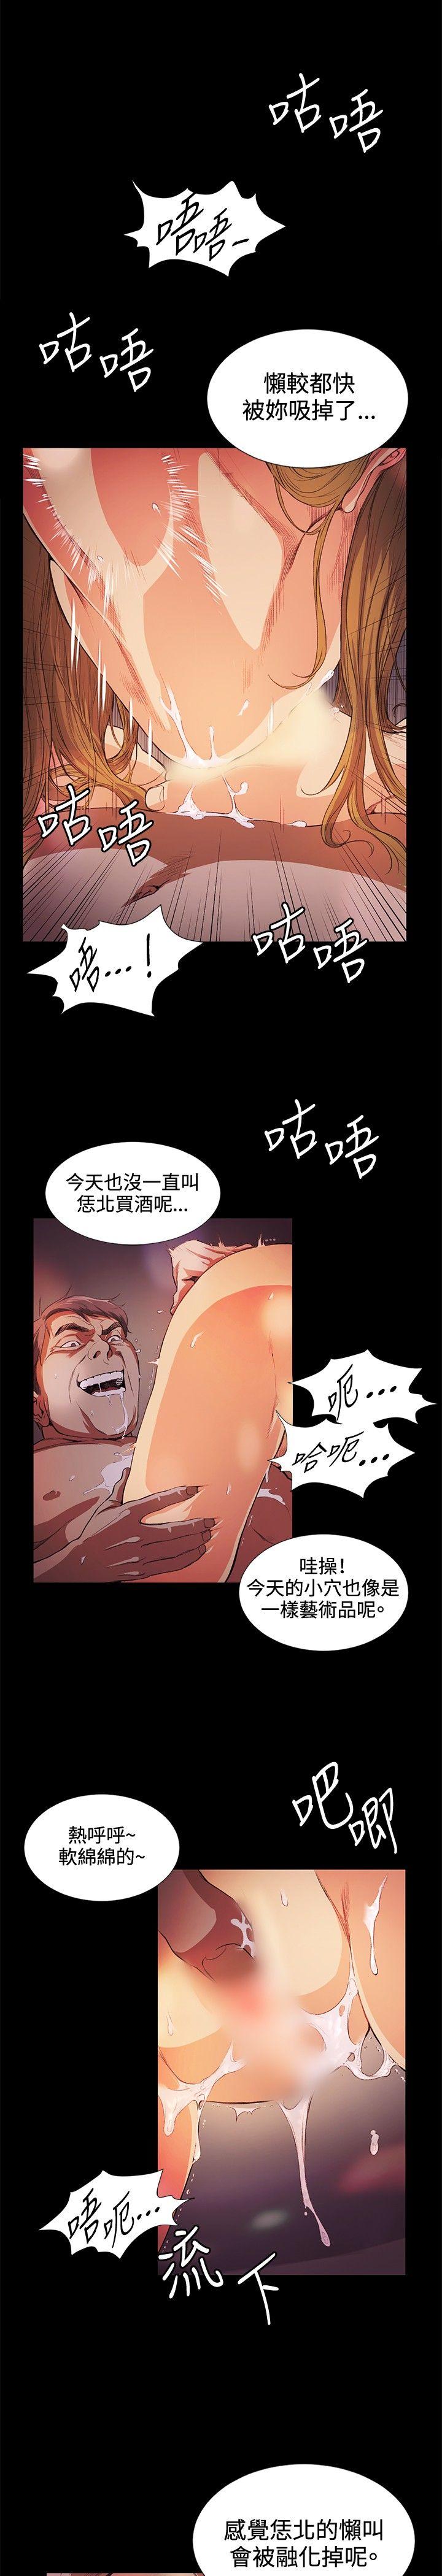 咕唔
唔唔~
咕唔
懶較都快
被妳吸掉了...
咕唔
咕唔
唔...!
咕唔
今天也沒一直叫
恁北買酒呢...
呃...
哈呃...
哇操!
今天的小穴也像是
一樣藝術品呢。
吧唧
熱呼呼~
軟綿綿的~
唔呃...
流下
感覺恁北的懶叫
會被融化掉呢。